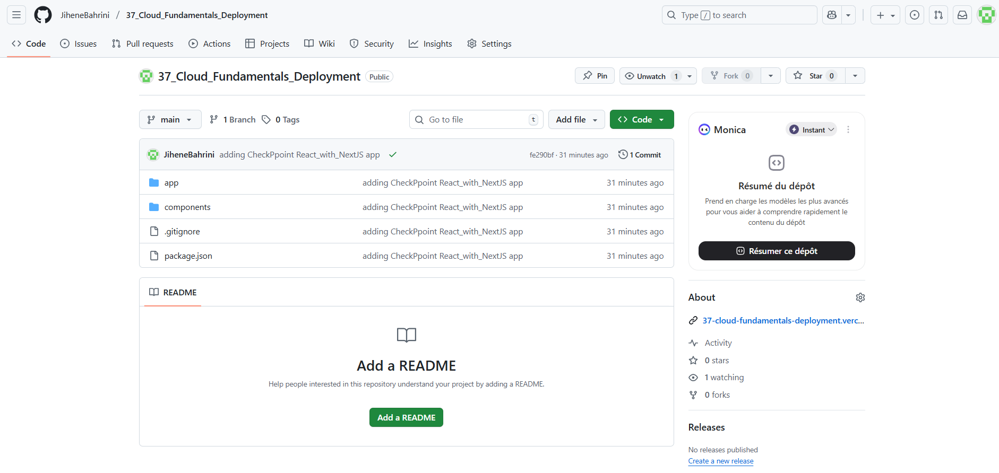 JiheneBahrini / 37_Cloud_Fundamentals_Deployment
Type / to search
Code Issues Pull requests Actions Projects Wiki Security Insights Settings
37_Cloud_Fundamentals_Deployment Public
Pin Unwatch 1 Fork 0 Star 0
main 1 Branch 0 Tags Go to file t Add file Code
JiheneBahrini adding CheckPpoint React_with_NextJS app fe290bf · 31 minutes ago 1 Commit
app adding CheckPpoint React_with_NextJS app 31 minutes ago
components adding CheckPpoint React_with_NextJS app 31 minutes ago
.gitignore adding CheckPpoint React_with_NextJS app 31 minutes ago
package.json adding CheckPpoint React_with_NextJS app 31 minutes ago
README
Add a README
Help people interested in this repository understand your project by adding a README.
Add a README
Monica Instant
Résumé du dépôt
Prend en charge les modèles les plus avancés
pour vous aider à comprendre rapidement le
contenu du dépôt
Résumer ce dépôt
About
37-cloud-fundamentals-deployment.verc...
Activity
0 stars
1 watching
0 forks
Releases
No releases published
Create a new release